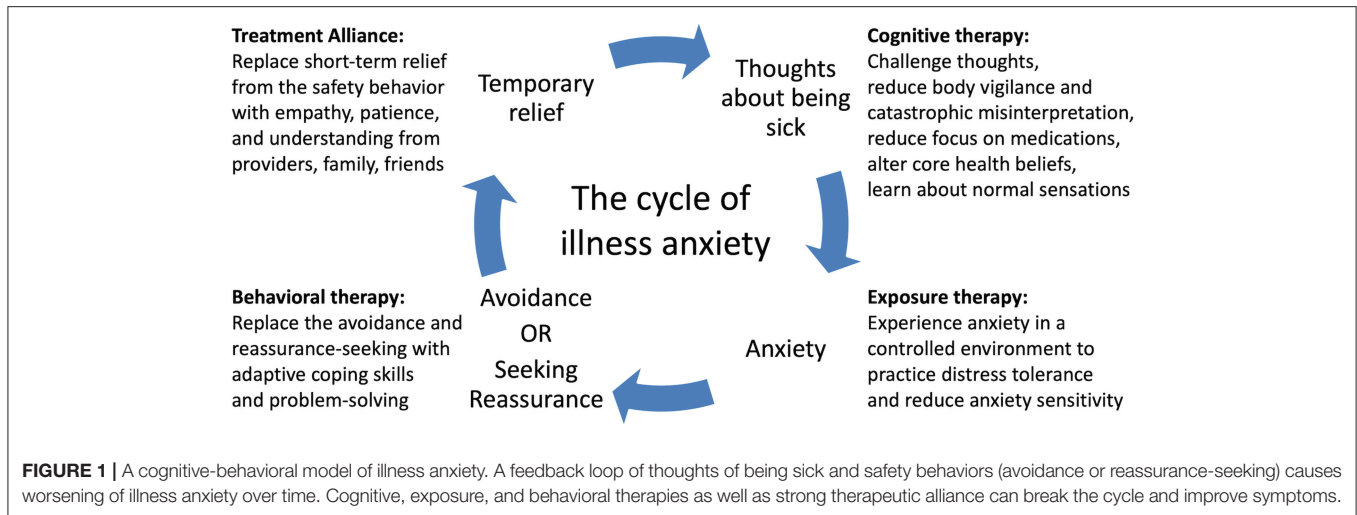 Treatment Alliance:
Replace short-term relief
from the safety behavior
with empathy, patience,
and understanding from
providers, family, friends
Temporary
relief
Thoughts
about being
sick
Cognitive therapy:
Challenge thoughts,
reduce body vigilance and
catastrophic misinterpretation,
reduce focus on medications,
alter core health beliefs,
learn about normal sensations
The cycle of
illness anxiety
Behavioral therapy:
Replace the avoidance and
reassurance-seeking with
adaptive coping skills
and problem-solving
Avoidance
OR
Seeking
Reassurance
Anxiety
Exposure therapy:
Experience anxiety in a
controlled environment to
practice distress tolerance
and reduce anxiety sensitivity
FIGURE 1 | A cognitive-behavioral model of illness anxiety. A feedback loop of thoughts of being sick and safety behaviors (avoidance or reassurance-seeking) causes
worsening of illness anxiety over time. Cognitive, exposure, and behavioral therapies as well as strong therapeutic alliance can break the cycle and improve symptoms.